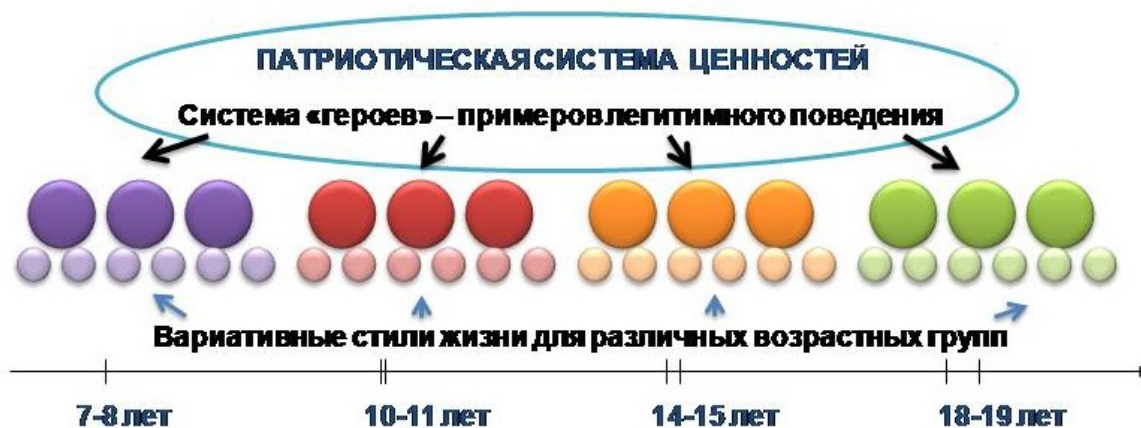 ПАТРИОТИЧЕСКАЯ СИСТЕМА ЦЕННОСТЕЙ
Система «героев» – примеров легитимного поведения
Вариативные стили жизни для различных возрастных групп
7-8 лет 10-11 лет 14-15 лет 18-19 лет